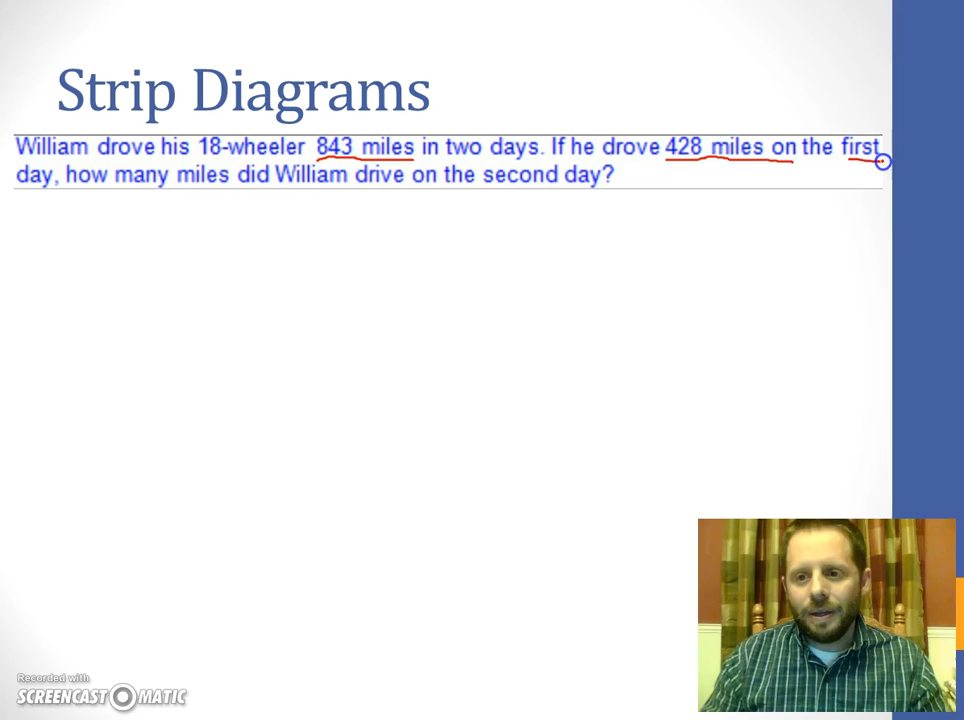 Strip Diagrams
William drove his 18-wheeler 843 miles in two days. If he drove 428 miles on the first
day, how many miles did William drive on the second day?
Recorded with
SCREENCAST-O-MATIC